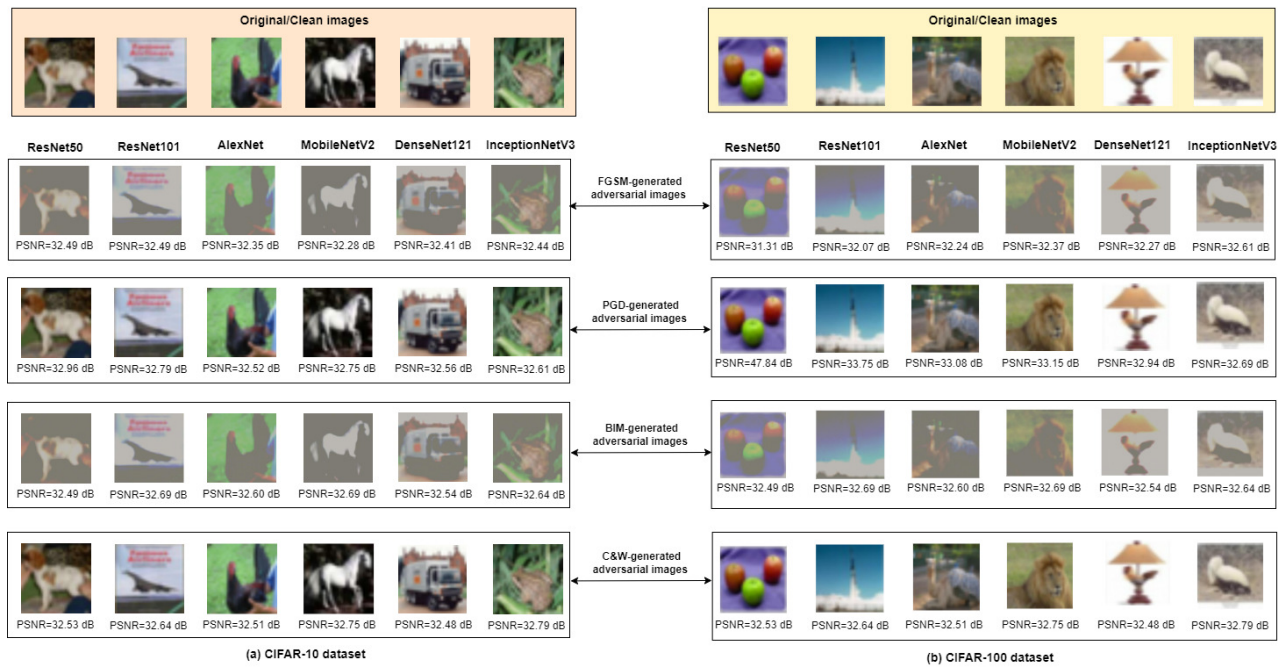 Original/Clean images
Original/Clean images
ResNet50 ResNet101 AlexNet MobileNetV2 DenseNet121 InceptionNetV3
ResNet50 ResNet101 AlexNet MobileNetV2 DenseNet121 InceptionNetV3
FGSM-generated
adversarial images
PSNR=32.49 dB PSNR=32.49 dB PSNR=32.35 dB PSNR=32.28 dB PSNR=32.41 dB PSNR=32.44 dB
PSNR=31.31 dB PSNR=32.07 dB PSNR=32.24 dB PSNR=32.37 dB PSNR=32.27 dB PSNR=32.61 dB
PGD-generated
adversarial images
PSNR=32.96 dB PSNR=32.79 dB PSNR=32.52 dB PSNR=32.75 dB PSNR=32.56 dB PSNR=32.61 dB
PSNR=47.84 dB PSNR=33.75 dB PSNR=33.08 dB PSNR=33.15 dB PSNR=32.94 dB PSNR=32.69 dB
BIM-generated
adversarial images
PSNR=32.49 dB PSNR=32.69 dB PSNR=32.60 dB PSNR=32.69 dB PSNR=32.54 dB PSNR=32.64 dB
PSNR=32.49 dB PSNR=32.69 dB PSNR=32.60 dB PSNR=32.69 dB PSNR=32.54 dB PSNR=32.64 dB
C&W-generated
adversarial images
PSNR=32.53 dB PSNR=32.64 dB PSNR=32.51 dB PSNR=32.75 dB PSNR=32.48 dB PSNR=32.79 dB
PSNR=32.53 dB PSNR=32.64 dB PSNR=32.51 dB PSNR=32.75 dB PSNR=32.48 dB PSNR=32.79 dB
(a) CIFAR-10 dataset
(b) CIFAR-100 dataset